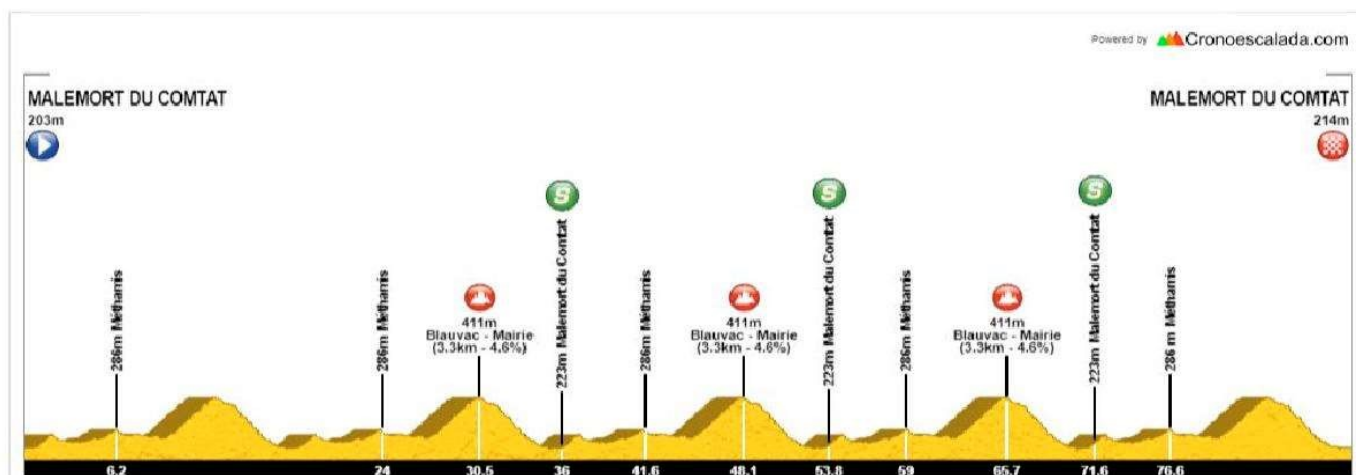 Powered by Cronoescalada.com
MALEMORT DU COMTAT
203m
MALEMORT DU COMTAT
214m
286m Méthamis
286m Méthamis
411m
Blauvac - Mairie
(3.3km - 4.6%)
S
223m Malemort du Comtat
286m Méthamis
411m
Blauvac - Mairie
(3.3km - 4.6%)
S
223m Malemort du Comtat
286m Méthamis
411m
Blauvac - Mairie
(3.3km - 4.6%)
S
223m Malemort du Comtat
286 m Méthamis
6.2 24 30.5 36 41.6 48.1 53.8 59 65.7 71.6 76.6